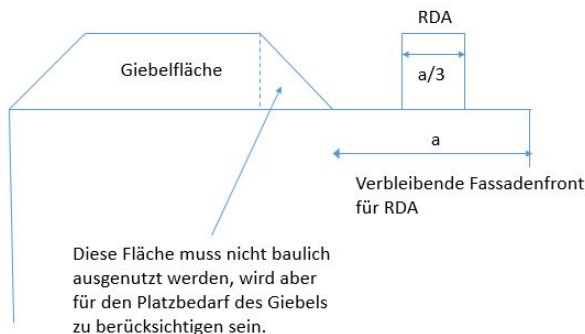 RDA
Giebelfläche
a/3
a
Verbleibende Fassadenfront
für RDA
Diese Fläche muss nicht baulich
ausgenutzt werden, wird aber
für den Platzbedarf des Giebels
zu berücksichtigen sein.